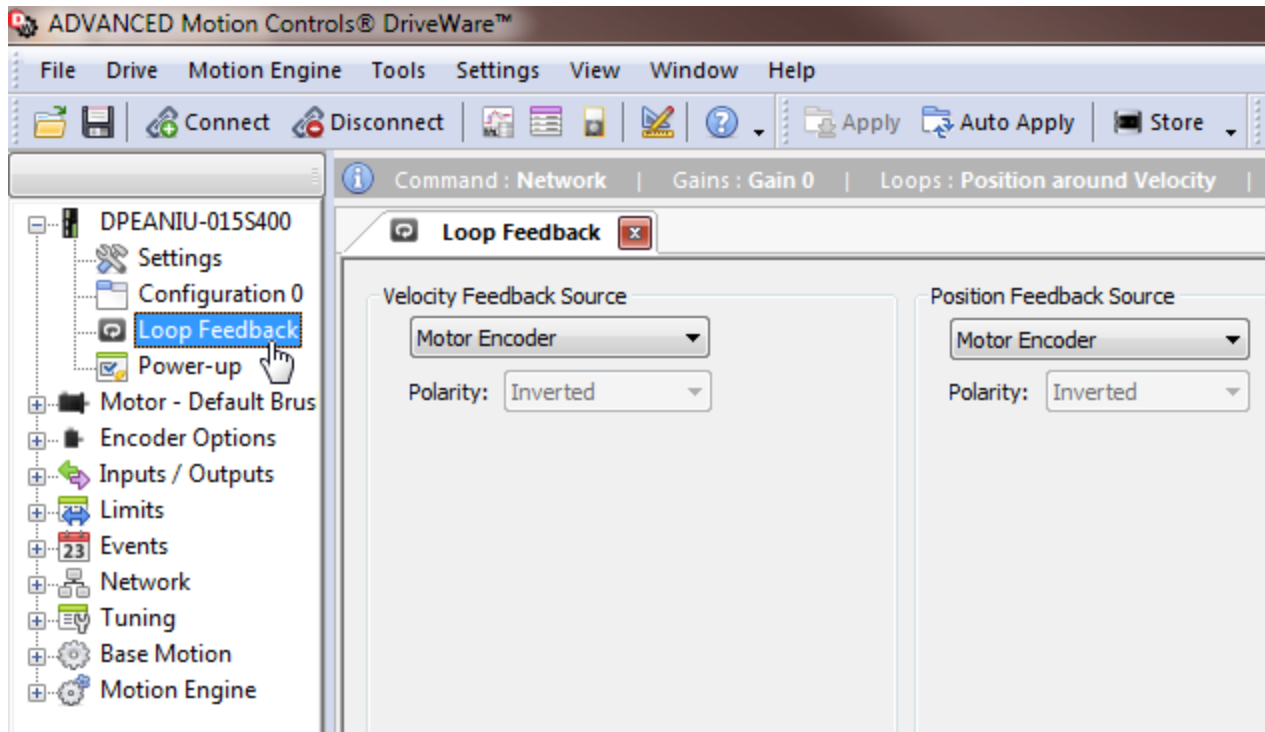 ADVANCED Motion Controls® DriveWare™
File Drive Motion Engine Tools Settings View Window Help
Connect Disconnect Apply Auto Apply Store
Command : Network | Gains : Gain 0 | Loops : Position around Velocity |
DPEANIU-015S400
Settings
Configuration 0
Loop Feedback
Power-up
Motor - Default Brus
Encoder Options
Inputs / Outputs
Limits
23 Events
Network
Tuning
Base Motion
Motion Engine
Loop Feedback
Velocity Feedback Source
Motor Encoder
Polarity: Inverted
Position Feedback Source
Motor Encoder
Polarity: Inverted